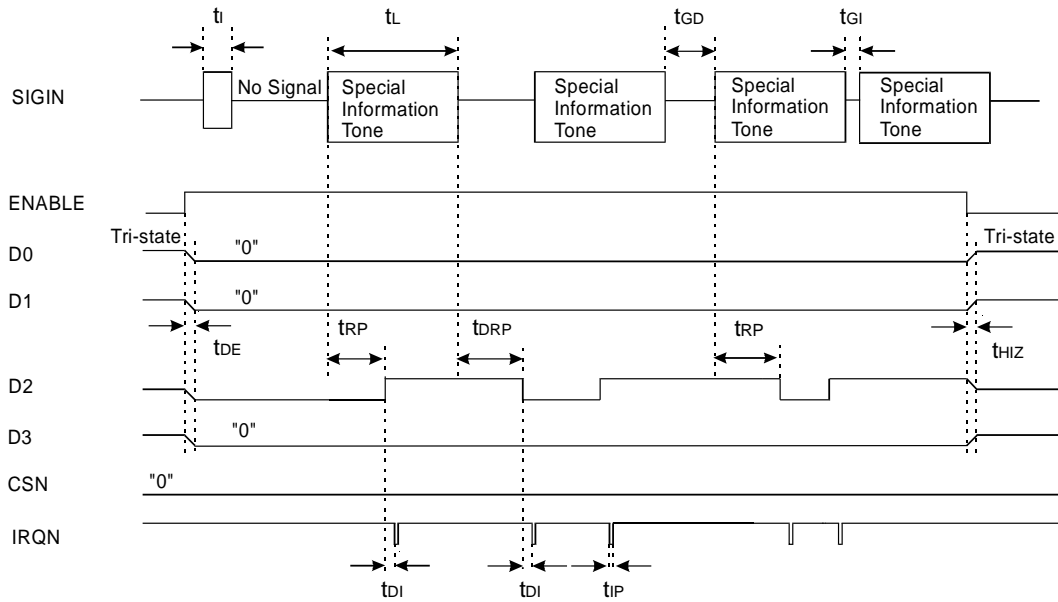 tI tL tGD tGI
SIGIN
No Signal
Special
Information
Tone
Special
Information
Tone
Special
Information
Tone
Special
Information
Tone
ENABLE
Tri-state "0" Tri-state
D0
D1 "0"
tDE tRP tDRP tRP tHIZ
D2
D3 "0"
CSN "0"
IRQN
tDI tDI tIP